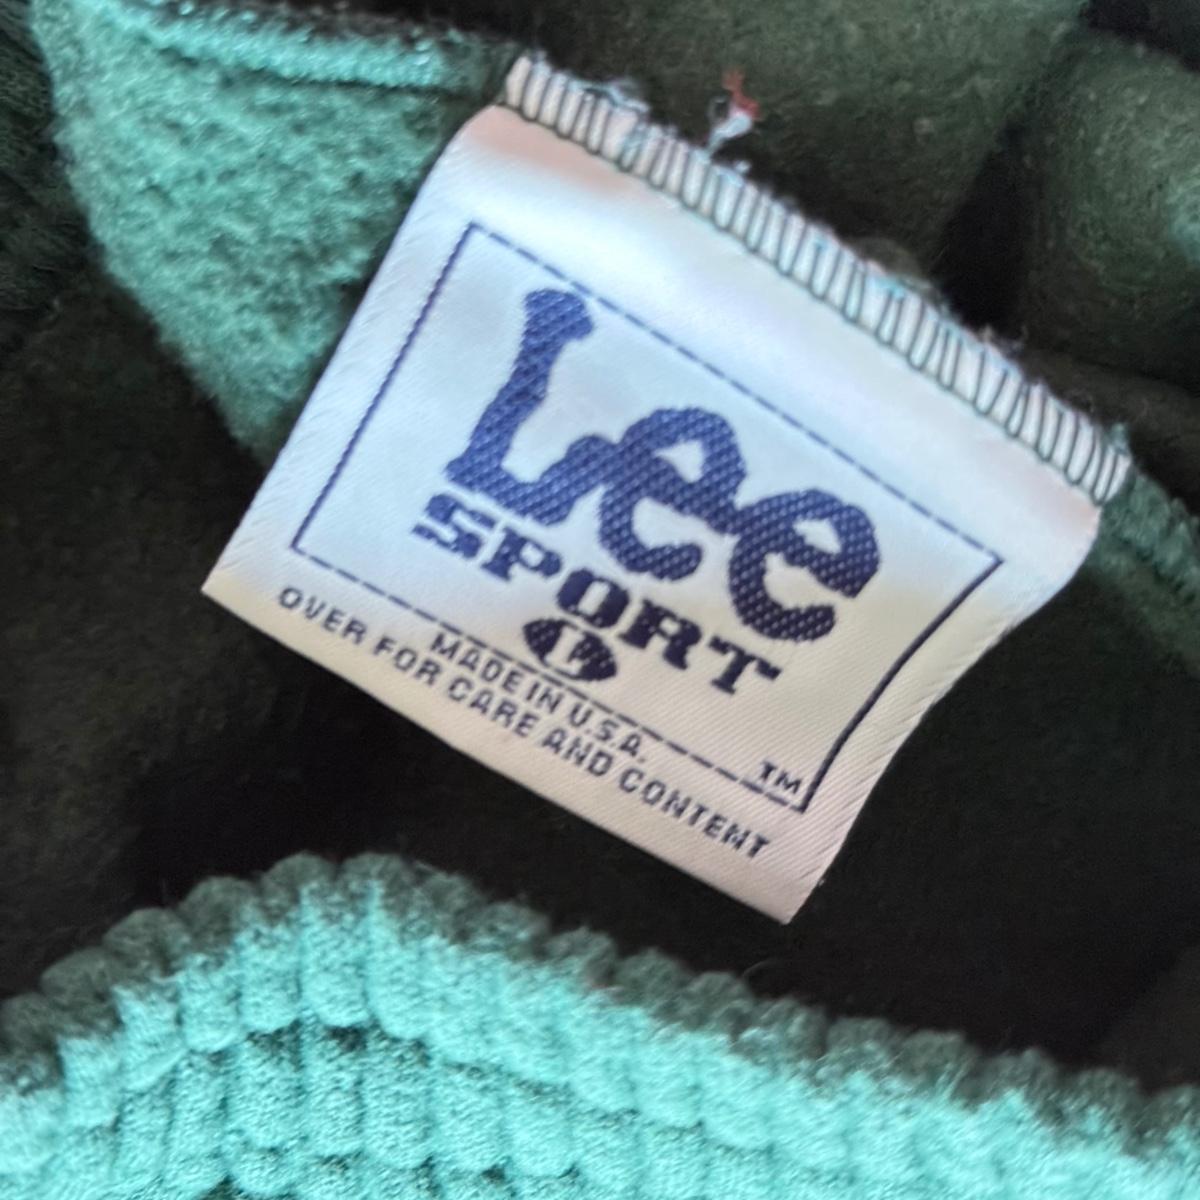 Lee
SPORT
L
MADE IN U.S.A.
TM
OVER FOR CARE AND CONTENT